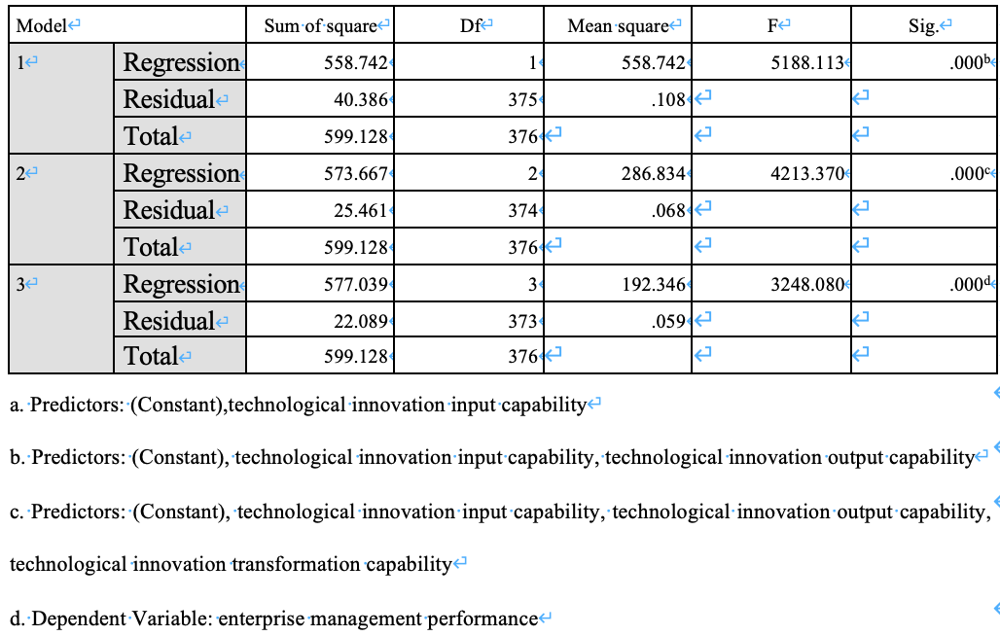 Model Sum of square Df Mean square F Sig.
1 Regression 558.742 1 558.742 5188.113 .000ᵇ
Residual 40.386 375 .108
Total 599.128 376
2 Regression 573.667 2 286.834 4213.370 .000ᶜ
Residual 25.461 374 .068
Total 599.128 376
3 Regression 577.039 3 192.346 3248.080 .000ᵈ
Residual 22.089 373 .059
Total 599.128 376
a. Predictors: (Constant),technological innovation input capability
b. Predictors: (Constant), technological innovation input capability, technological innovation output capability
c. Predictors: (Constant), technological innovation input capability, technological innovation output capability,
technological innovation transformation capability
d. Dependent Variable: enterprise management performance